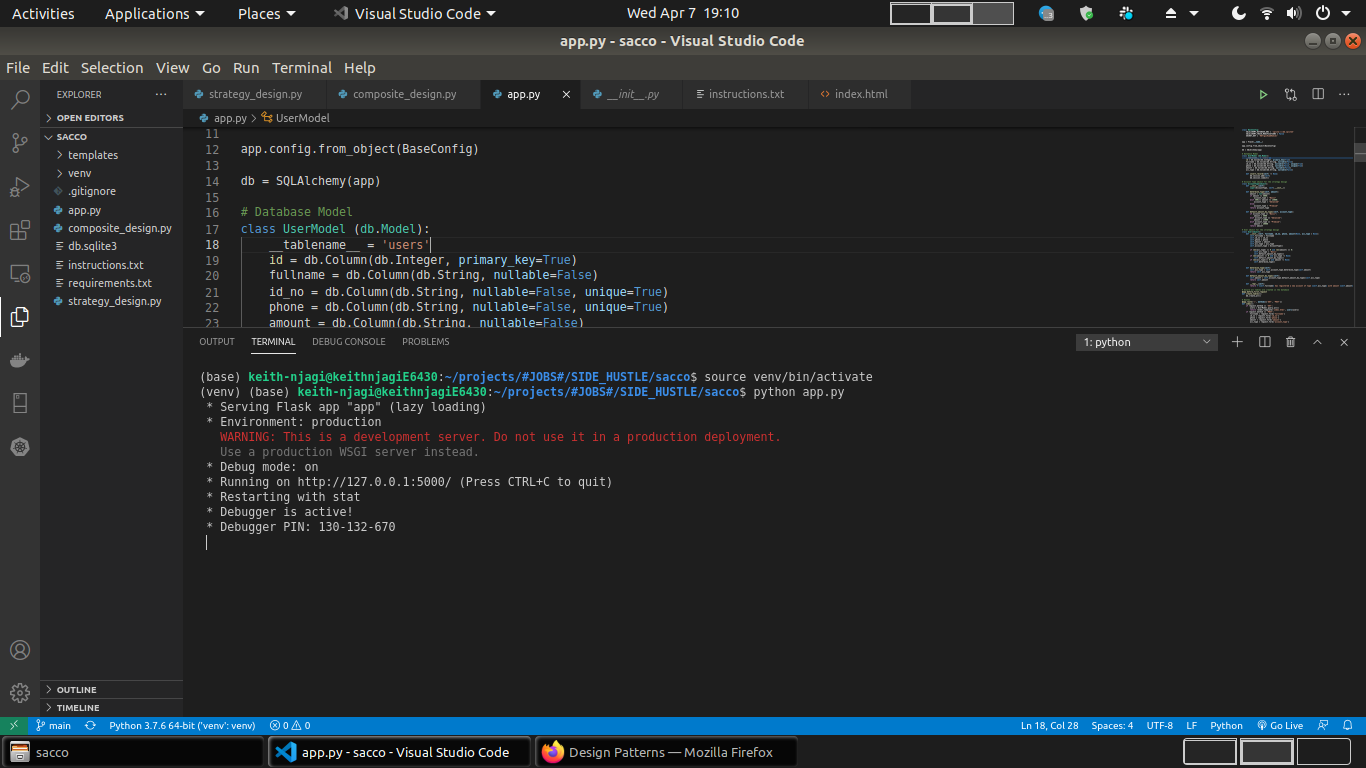 Activities Applications Places Visual Studio Code Wed Apr 7 19:10
app.py - sacco - Visual Studio Code
File Edit Selection View Go Run Terminal Help
EXPLORER
OPEN EDITORS
SACCO
templates
venv
.gitignore
app.py
composite_design.py
db.sqlite3
instructions.txt
requirements.txt
strategy_design.py
OUTLINE
TIMELINE
strategy_design.py composite_design.py app.py __init__.py instructions.txt index.html
app.py > UserModel
11
12 app.config.from_object(BaseConfig)
13
14 db = SQLAlchemy(app)
15
16 # Database Model
17 class UserModel (db.Model):
18 __tablename__ = 'users'
19 id = db.Column(db.Integer, primary_key=True)
20 fullname = db.Column(db.String, nullable=False)
21 id_no = db.Column(db.String, nullable=False, unique=True)
22 phone = db.Column(db.String, nullable=False, unique=True)
23 amount = db.Column(db.String, nullable=False)
OUTPUT TERMINAL DEBUG CONSOLE PROBLEMS 1: python
(base) keith-njagi@keithnjagiE6430:~/projects/#JOBS#/SIDE_HUSTLE/sacco$ source venv/bin/activate
(venv) (base) keith-njagi@keithnjagiE6430:~/projects/#JOBS#/SIDE_HUSTLE/sacco$ python app.py
* Serving Flask app "app" (lazy loading)
* Environment: production
WARNING: This is a development server. Do not use it in a production deployment.
Use a production WSGI server instead.
* Debug mode: on
* Running on http://127.0.0.1:5000/ (Press CTRL+C to quit)
* Restarting with stat
* Debugger is active!
* Debugger PIN: 130-132-670
main Python 3.7.6 64-bit ('venv': venv) 0 0 Ln 18, Col 28 Spaces: 4 UTF-8 LF Python Go Live
sacco app.py - sacco - Visual Studio Code Design Patterns — Mozilla Firefox